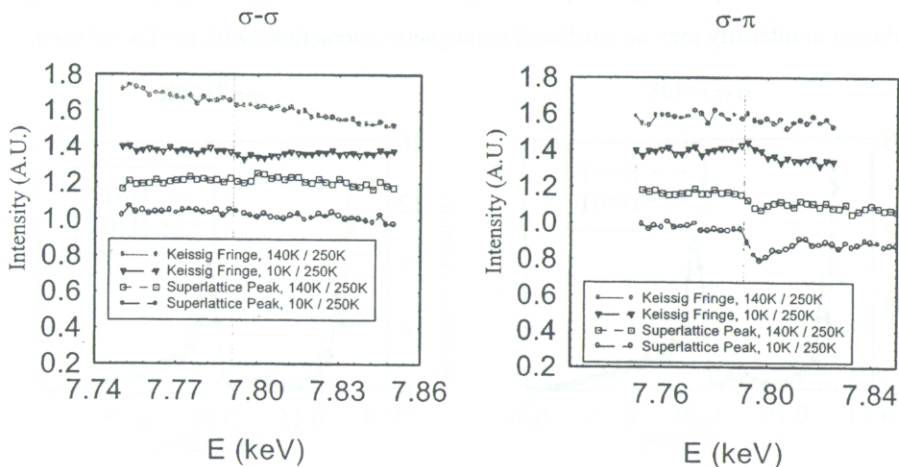 σ-σ
Intensity (A.U.)
1.8
1.6
1.4
1.2
1.0
0.8
0.6
0.4
0.2
Keissig Fringe, 140K / 250K
Keissig Fringe, 10K / 250K
Superlattice Peak, 140K / 250K
Superlattice Peak, 10K / 250K
7.74 7.77 7.80 7.83 7.86
E (keV)
σ-π
Intensity (A.U.)
1.8
1.6
1.4
1.2
1.0
0.8
0.6
0.4
0.2
Keissig Fringe, 140K / 250K
Keissig Fringe, 10K / 250K
Superlattice Peak, 140K / 250K
Superlattice Peak, 10K / 250K
7.76 7.80 7.84
E (keV)